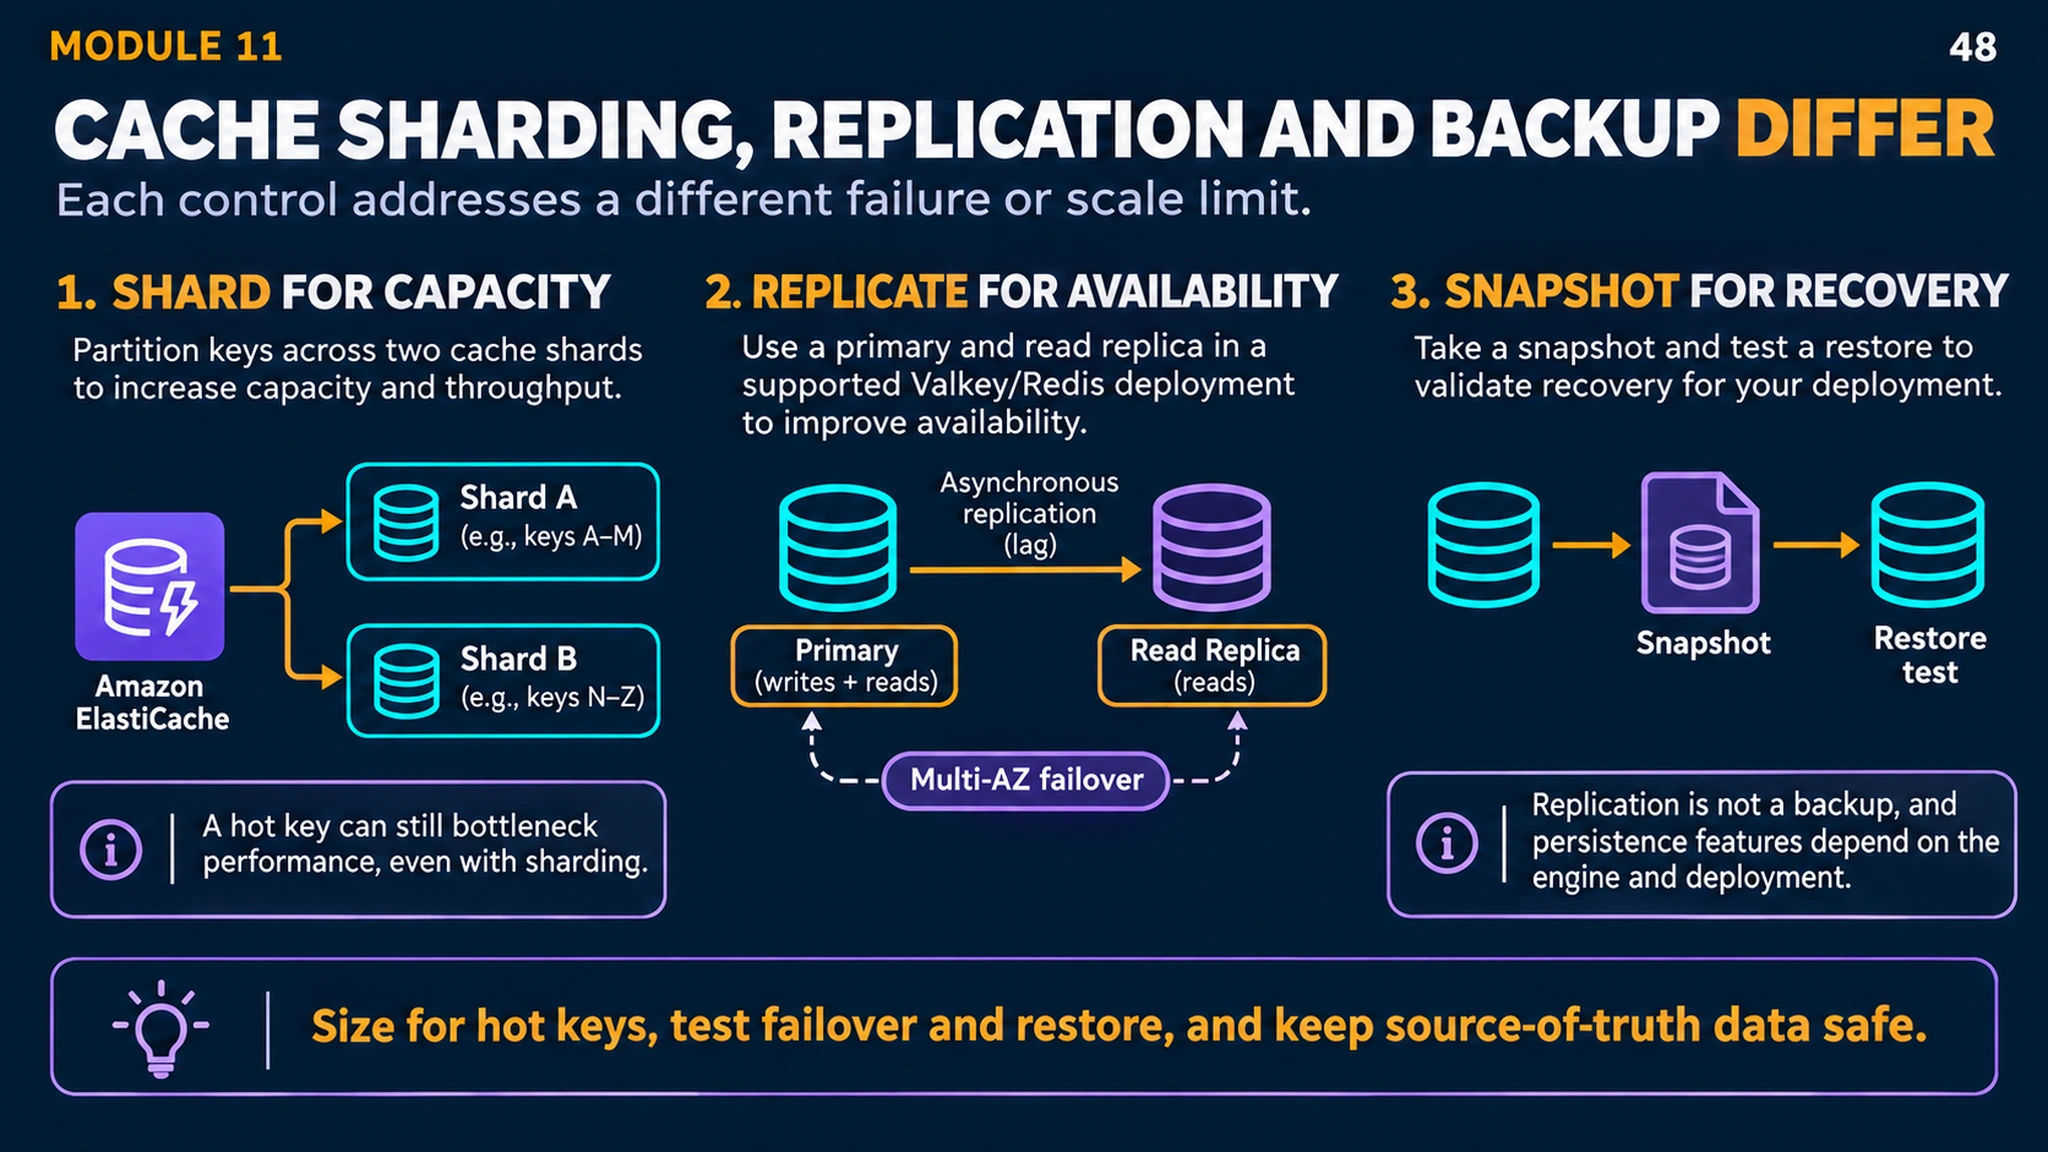 MODULE 11
48
CACHE SHARDING, REPLICATION AND BACKUP DIFFER
Each control addresses a different failure or scale limit.
1. SHARD FOR CAPACITY
Partition keys across two cache shards
to increase capacity and throughput.
Amazon
ElastiCache
Shard A
(e.g., keys A–M)
Shard B
(e.g., keys N–Z)
A hot key can still bottleneck
performance, even with sharding.
2. REPLICATE FOR AVAILABILITY
Use a primary and read replica in a
supported Valkey/Redis deployment
to improve availability.
Asynchronous
replication
(lag)
Primary
(writes + reads)
Read Replica
(reads)
Multi-AZ failover
3. SNAPSHOT FOR RECOVERY
Take a snapshot and test a restore to
validate recovery for your deployment.
Snapshot
Restore
test
Replication is not a backup, and
persistence features depend on the
engine and deployment.
Size for hot keys, test failover and restore, and keep source-of-truth data safe.